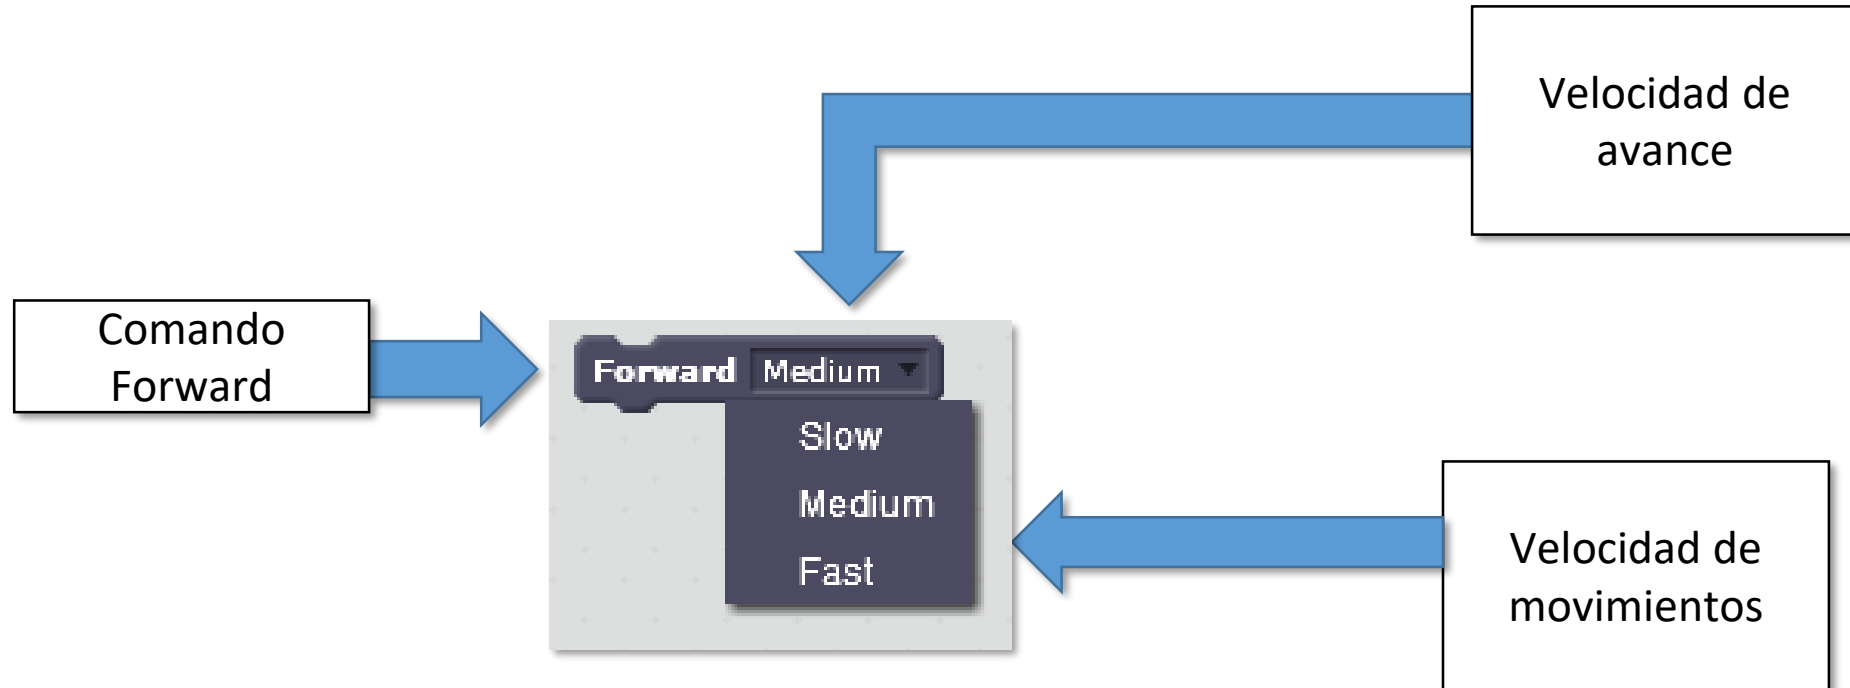 Velocidad de
avance
Comando
Forward
Forward Medium
Slow
Medium
Fast
Velocidad de
movimientos